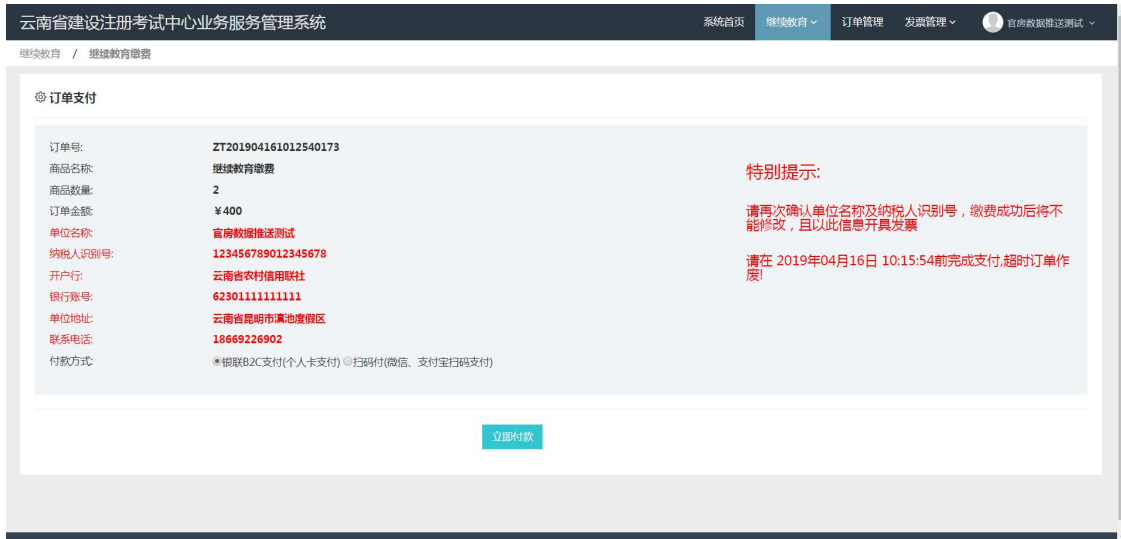 云南省建设注册考试中心业务服务管理系统 系统首页 继续教育 订单管理 发票管理 官房数据推送测试
继续教育 / 继续教育缴费
订单支付
订单号: ZT201904161012540173
商品名称: 继续教育缴费
商品数量: 2
订单金额: ￥400
单位名称: 官房数据推送测试
纳税人识别号: 123456789012345678
开户行: 云南省农村信用联社
银行账号: 62301111111111
单位地址: 云南省昆明市滇池度假区
联系电话: 18669226902
付款方式: 银联B2C支付(个人卡支付) 扫码付(微信、支付宝扫码支付)
特别提示:
请再次确认单位名称及纳税人识别号，缴费成功后将不
能修改，且以此信息开具发票
请在 2019年04月16日 10:15:54前完成支付,超时订单作
废!
立即付款